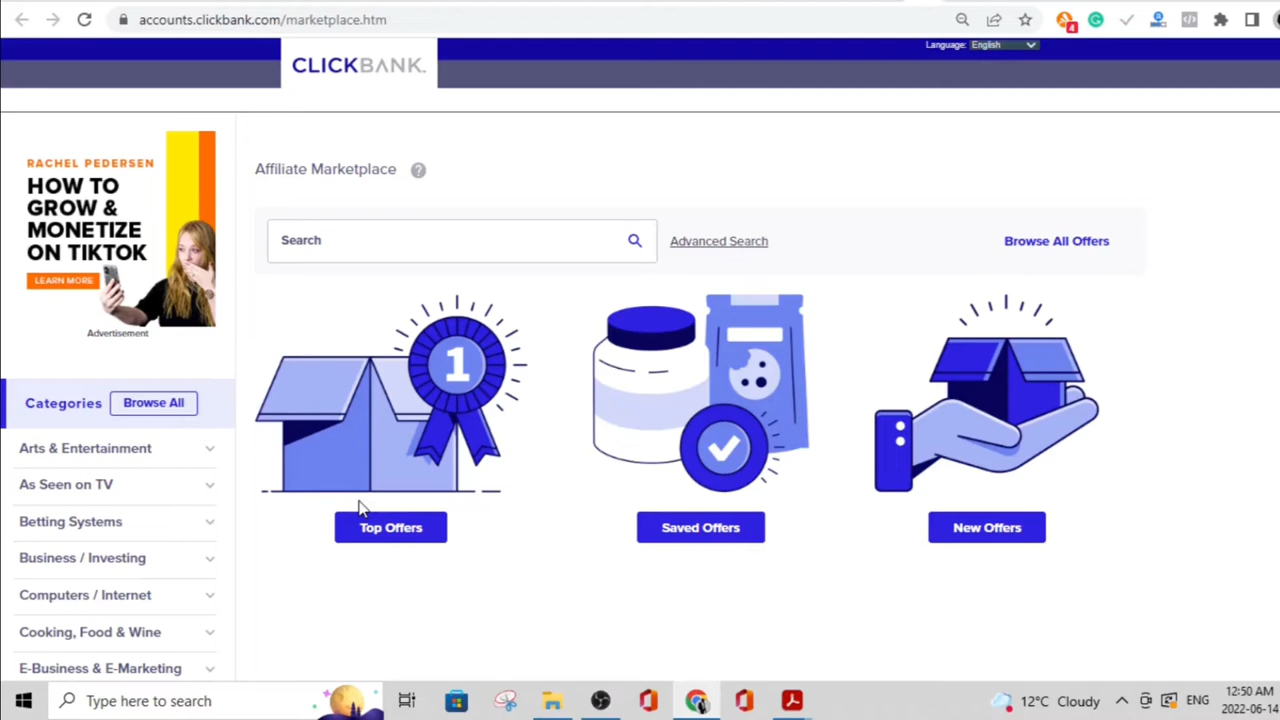 accounts.clickbank.com/marketplace.htm
4
Language: English
CLICKBANK.
RACHEL PEDERSEN
HOW TO
GROW &
MONETIZE
ON TIKTOK
LEARN MORE
Advertisement
Affiliate Marketplace ?
Search
Advanced Search
Browse All Offers
1
Top Offers
Saved Offers
New Offers
Categories
Browse All
Arts & Entertainment
As Seen on TV
Betting Systems
Business / Investing
Computers / Internet
Cooking, Food & Wine
E-Business & E-Marketing
Type here to search
12°C Cloudy
ENG
12:50 AM
2022-06-14